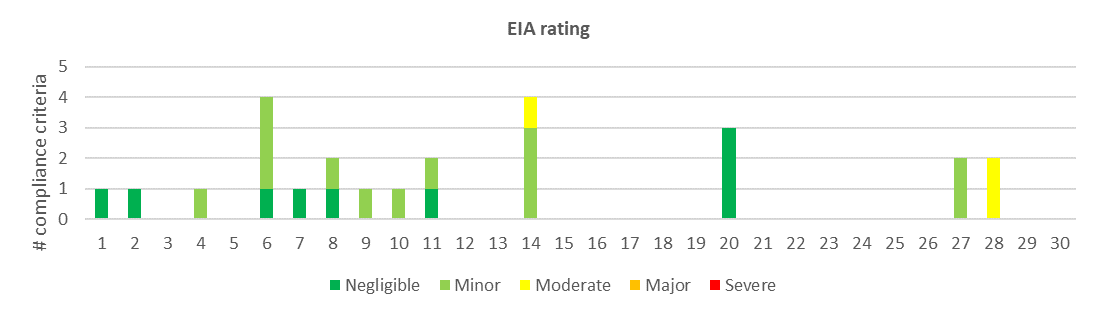 EIA rating
# compliance criteria
5
4
3
2
1
0
1 2 3 4 5 6 7 8 9 10 11 12 13 14 15 16 17 18 19 20 21 22 23 24 25 26 27 28 29 30
Negligible Minor Moderate Major Severe